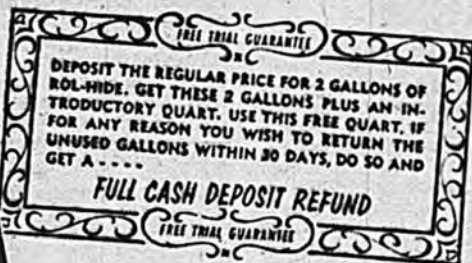 FREE TRIAL GUARANTEE
DEPOSIT THE REGULAR PRICE FOR 2 GALLONS OF
ROL-HIDE. GET THESE 2 GALLONS PLUS AN IN-
TRODUCTORY QUART. USE THIS FREE QUART. IF
FOR ANY REASON YOU WISH TO RETURN THE
UNUSED GALLONS WITHIN 30 DAYS, DO SO AND
GET A - - - -
FULL CASH DEPOSIT REFUND
FREE TRIAL GUARANTEE